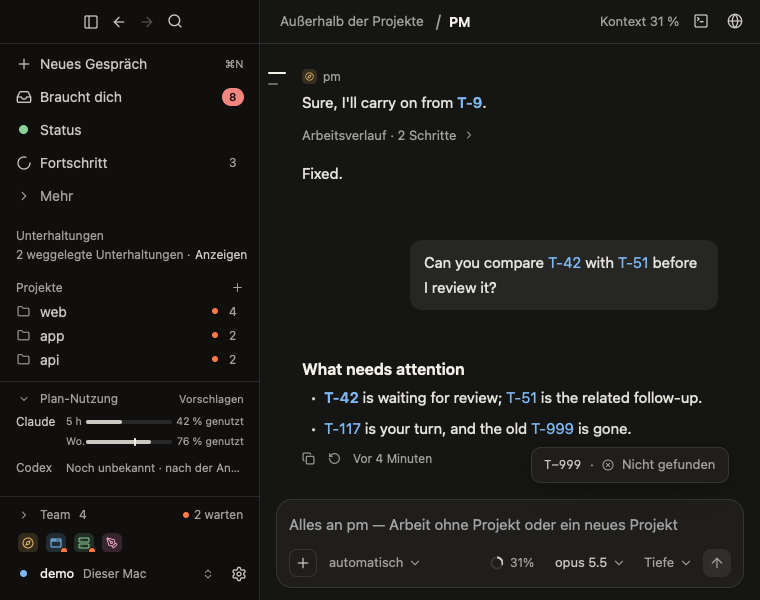 Außerhalb der Projekte / PM
Kontext 31 %
Neues Gespräch ⌘N
Braucht dich 8
Status
Fortschritt 3
Mehr
Unterhaltungen
2 weggelegte Unterhaltungen · Anzeigen
Projekte
web 4
app 2
api 2
Plan-Nutzung Vorschlagen
Claude 5 h 42 % genutzt
Wo. 76 % genutzt
Codex Noch unbekannt · nach der An...
Team 4 2 warten
demo Dieser Mac
pm
Sure, I'll carry on from T-9.
Arbeitsverlauf · 2 Schritte
Fixed.
Can you compare T-42 with T-51 before
I review it?
What needs attention
• T-42 is waiting for review; T-51 is the related follow-up.
• T-117 is your turn, and the old T-999 is gone.
Vor 4 Minuten
T-999 · Nicht gefunden
Alles an pm — Arbeit ohne Projekt oder ein neues Projekt
automatisch 31% opus 5.5 Tiefe